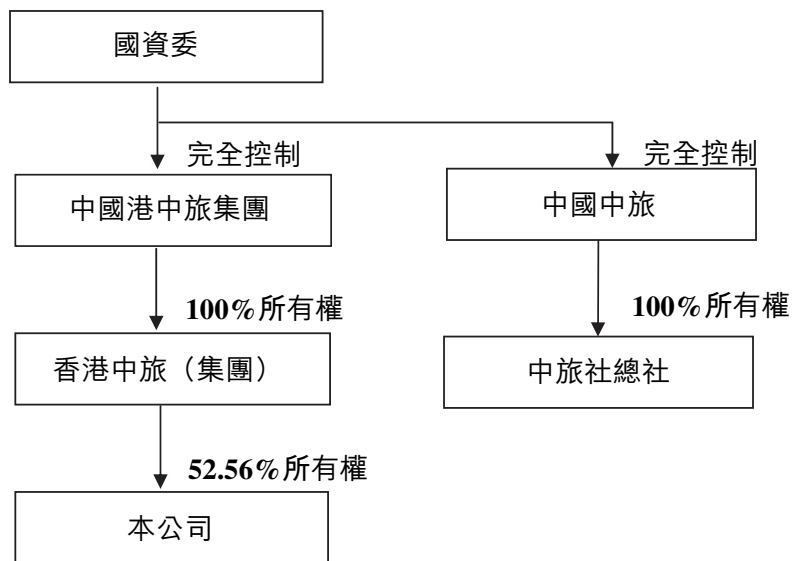 國資委
完全控制
完全控制
中國港中旅集團
中國中旅
100%所有權
100%所有權
香港中旅（集團）
中旅社總社
52.56%所有權
本公司